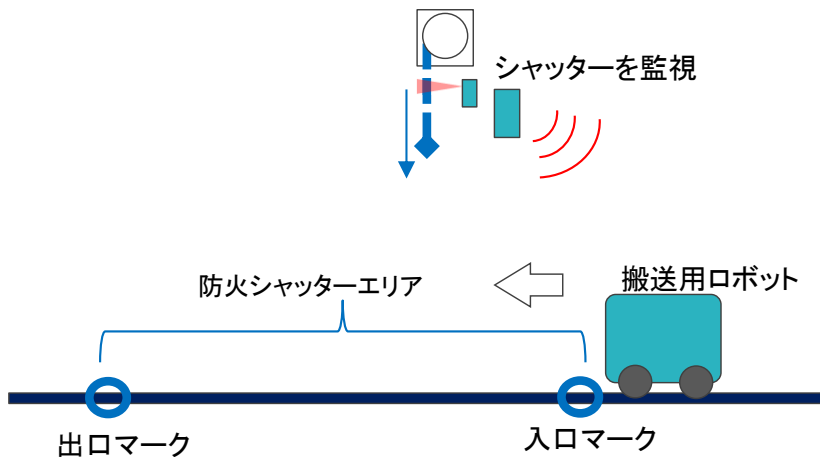 シャッターを監視
防火シャッターエリア
搬送用ロボット
出口マーク
入口マーク